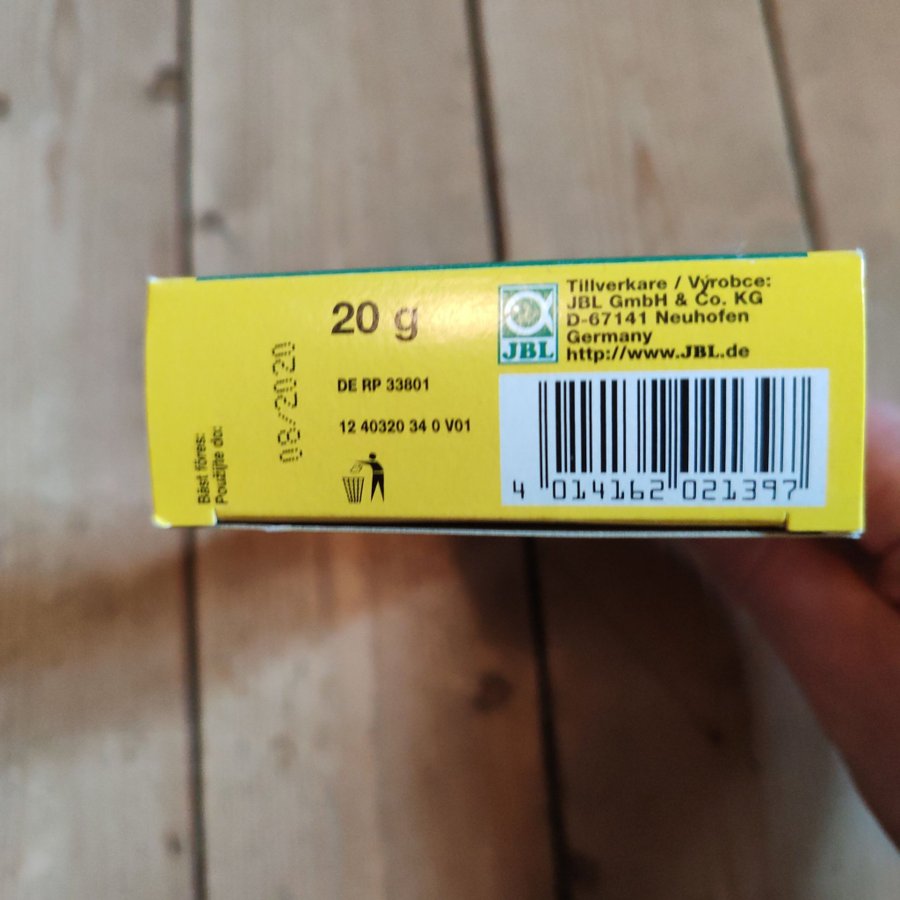 20 g
DE RP 33801
12 40320 34 0 V01
08/2020
Bäst före:
Použijte do:
JBL
Tillverkare / Výrobce:
JBL GmbH & Co. KG
D-67141 Neuhofen
Germany
http://www.JBL.de
4 014162 021397